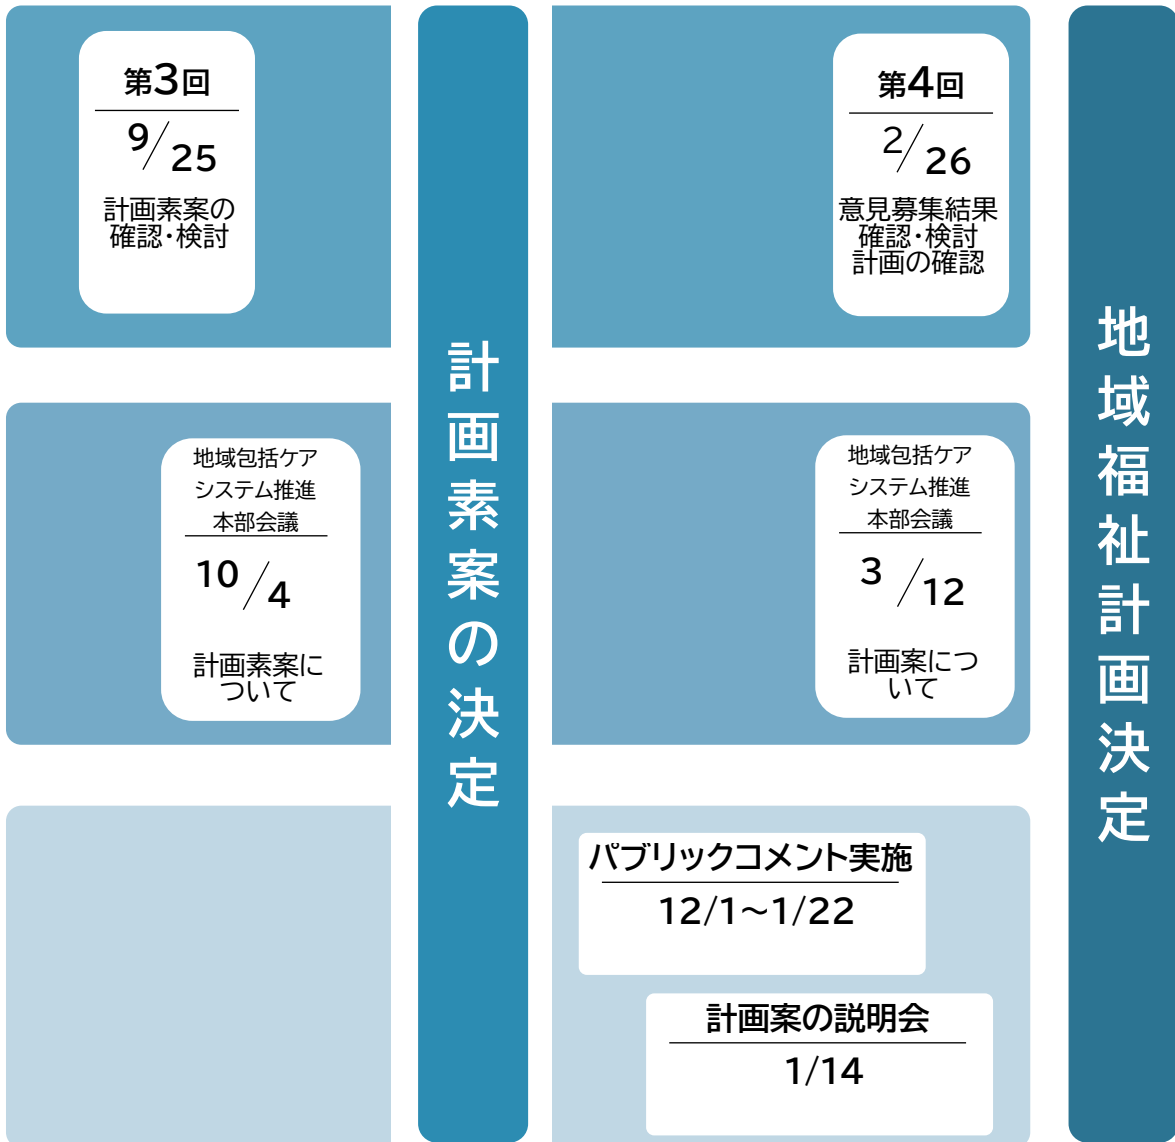 第3回
9/25
計画素案の
確認・検討
地域包括ケア
システム推進
本部会議
10/4
計画素案に
ついて
計画素案の決定
第4回
2/26
意見募集結果
確認・検討
計画の確認
地域包括ケア
システム推進
本部会議
3/12
計画案につ
いて
パブリックコメント実施
12/1～1/22
計画案の説明会
1/14
地域福祉計画決定